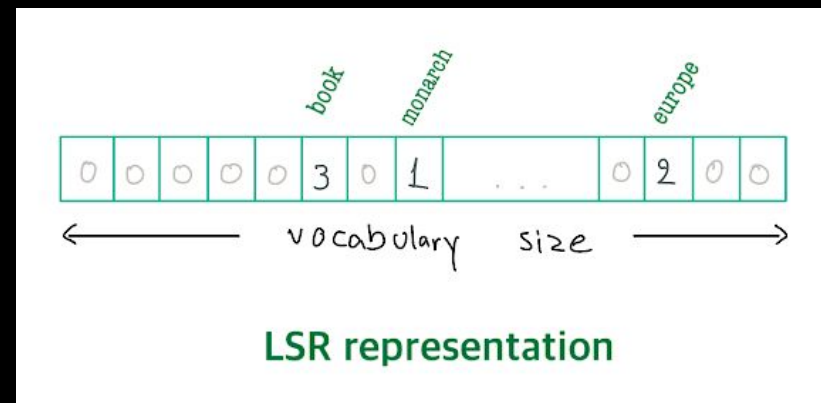 book monarch europe
0 0 0 0 0 3 0 1 ... 0 2 0 0
vocabulary size
LSR representation